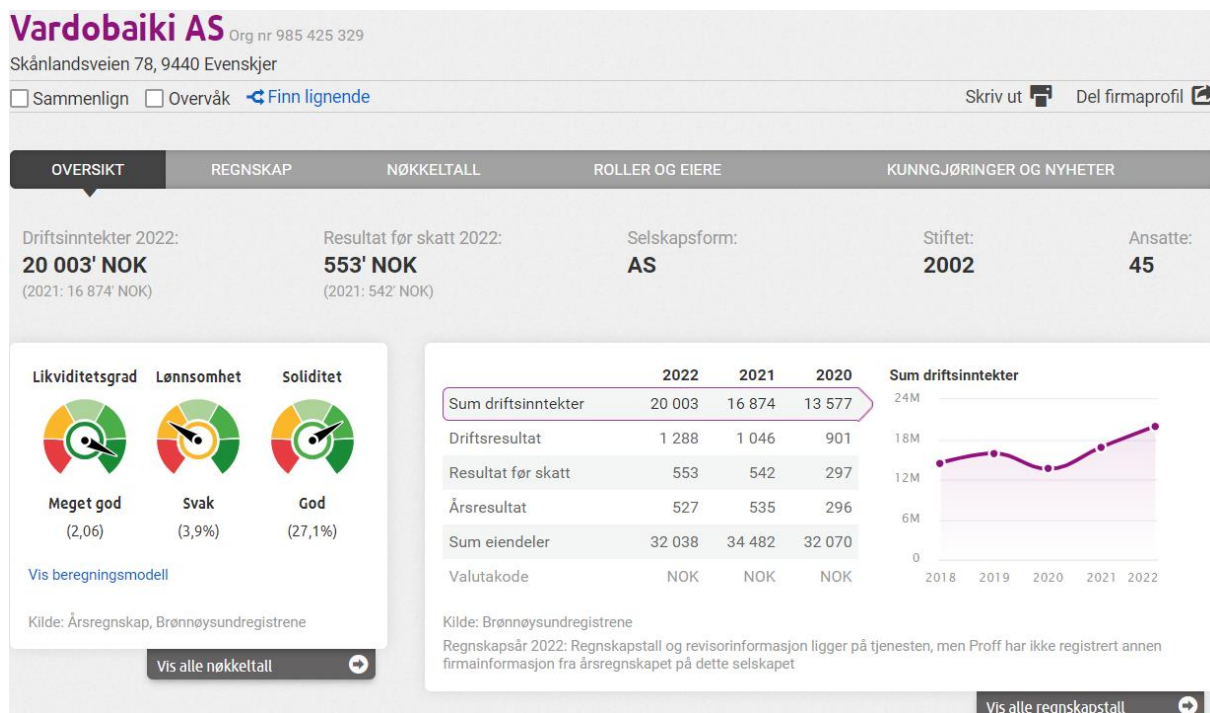 Vardobaiki AS Org nr 985 425 329
Skånlandsveien 78, 9440 Evenskjer
Sammenlign Overvåk Finn lignende Skriv ut Del firmaprofil
OVERSIKT REGNSKAP NØKKELTALL ROLLER OG EIERE KUNNGJØRINGER OG NYHETER
Driftsinntekter 2022: Resultat før skatt 2022: Selskapsform: Stiftet: Ansatte:
20 003' NOK 553' NOK AS 2002 45
(2021: 16 874' NOK) (2021: 542' NOK)
Likviditetsgrad Lønnsomhet Soliditet
Meget god Svak God
(2,06) (3,9%) (27,1%)
Vis beregningsmodell
Kilde: Årsregnskap, Brønnøysundregistrene
Vis alle nøkkeltall
2022 2021 2020
Sum driftsinntekter 20 003 16 874 13 577
Driftsresultat 1 288 1 046 901
Resultat før skatt 553 542 297
Årsresultat 527 535 296
Sum eiendeler 32 038 34 482 32 070
Valutakode NOK NOK NOK
Sum driftsinntekter
24M
18M
12M
6M
0
2018 2019 2020 2021 2022
Kilde: Brønnøysundregistrene
Regnskapsår 2022: Regnskapstall og revisorinformasjon ligger på tjenesten, men Proff har ikke registrert annen
firmainformasjon fra årsregnskapet på dette selskapet
Vis alle regnskapstall